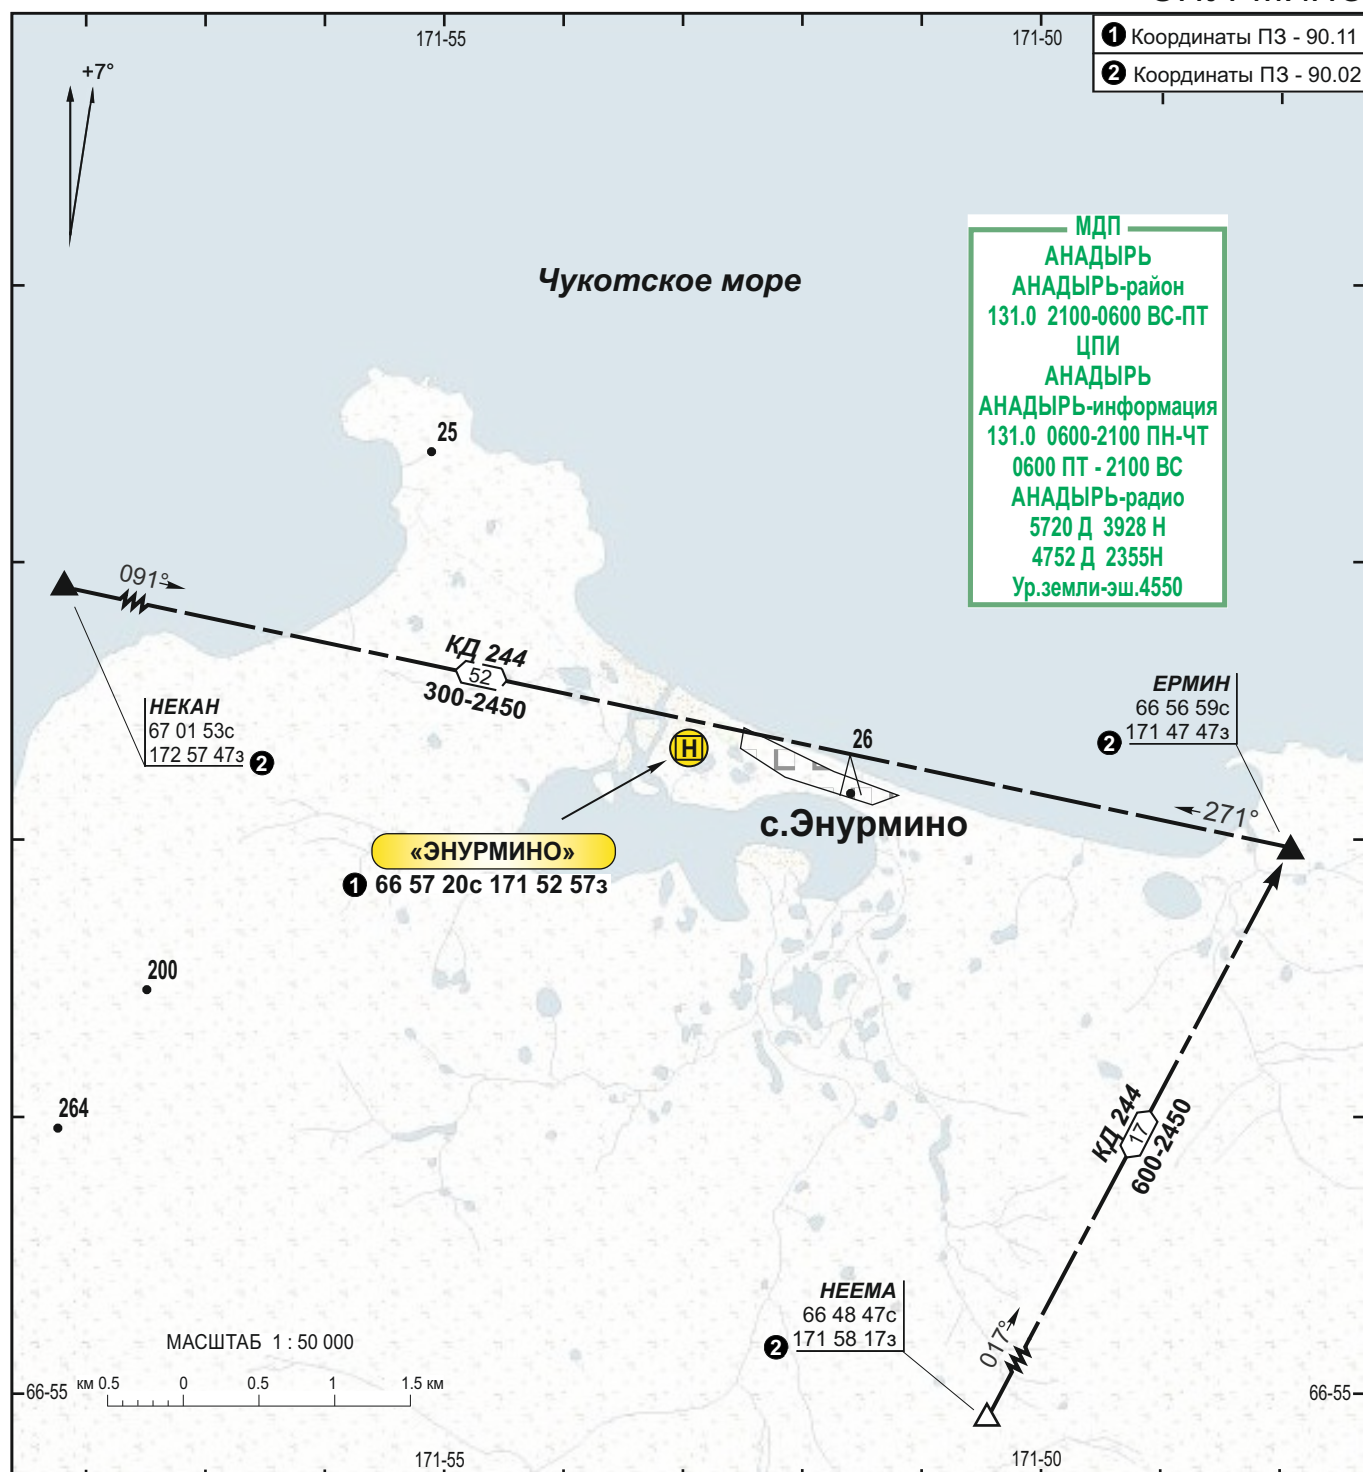 171-55
171-50
❶ Координаты ПЗ - 90.11
❷ Координаты ПЗ - 90.02
+7°
Чукотское море
МДП
АНАДЫРЬ
АНАДЫРЬ-район
131.0 2100-0600 ВС-ПТ
ЦПИ
АНАДЫРЬ
АНАДЫРЬ-информация
131.0 0600-2100 ПН-ЧТ
0600 ПТ - 2100 ВС
АНАДЫРЬ-радио
5720 Д 3928 Н
4752 Д 2355Н
Ур.земли-эш.4550
25
091°
КД 244
52
300-2450
НЕКАН
67 01 53с
172 57 47з ❷
ЕРМИН
66 56 59с
❷ 171 47 47з
26
Н
с.Энурмино
271°
«ЭНУРМИНО»
❶ 66 57 20с 171 52 57з
200
264
КД 244
17
600-2450
НЕЕМА
66 48 47с
❷ 171 58 17з
017°
МАСШТАБ 1 : 50 000
км 0.5 0 0.5 1 1.5 км
66-55
66-55
171-55
171-50